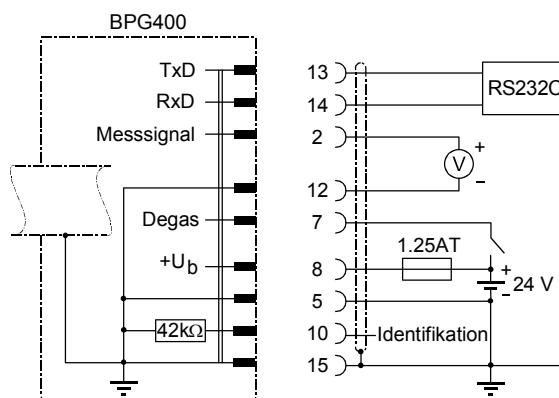 BPG400
TxD
RxD
Messsignal
Degas
+Ub
42kΩ
13
14
2
12
7
8
5
10
15
RS232C
V
+
–
1.25AT
+
–
24 V
Identifikation